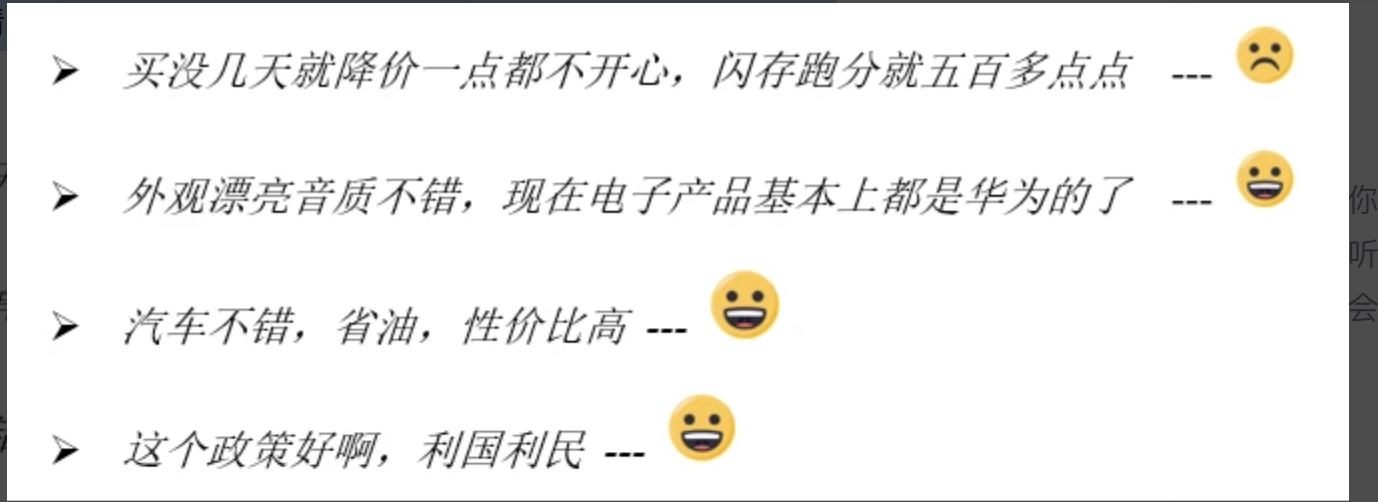 买没几天就降价一点都不开心，闪存跑分就五百多点点 ---
外观漂亮音质不错，现在电子产品基本上都是华为的了 ---
汽车不错，省油，性价比高 ---
这个政策好啊，利国利民 ---
你
听
会